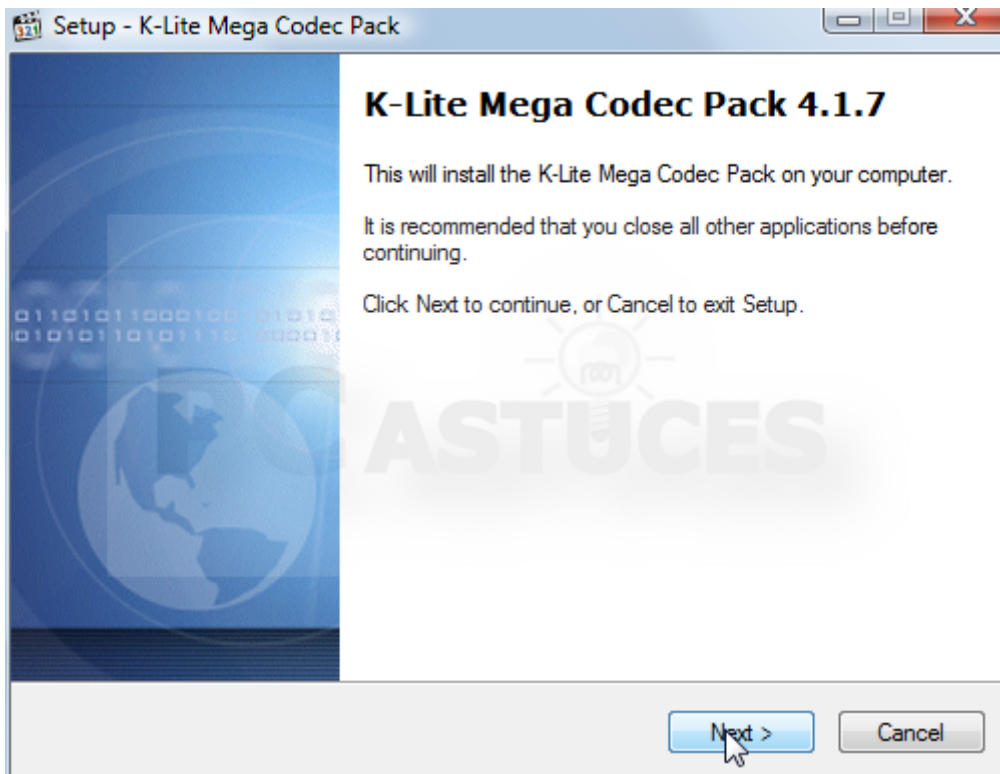 Setup - K-Lite Mega Codec Pack
K-Lite Mega Codec Pack 4.1.7
This will install the K-Lite Mega Codec Pack on your computer.
It is recommended that you close all other applications before
continuing.
Click Next to continue, or Cancel to exit Setup.
PC ASTUCES
Next >
Cancel